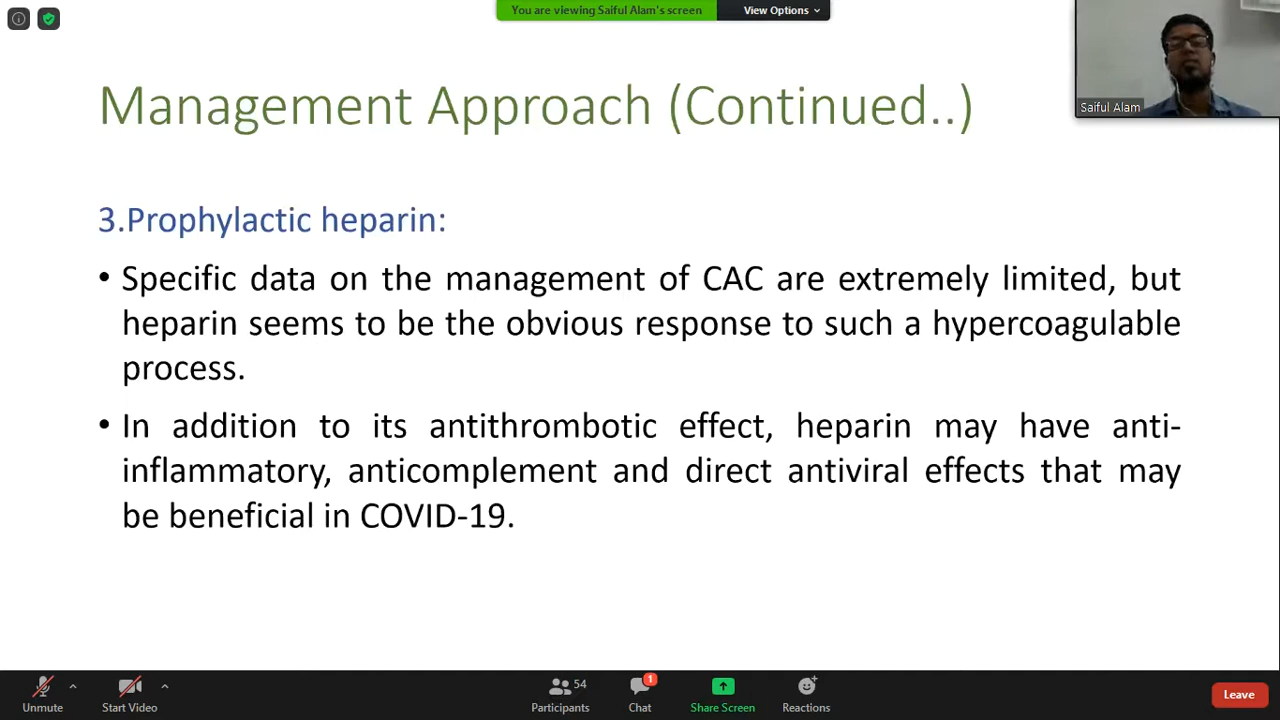 You are viewing Saiful Alam's screen
View Options
Saiful Alam
Management Approach (Continued..)
3.Prophylactic heparin:
• Specific data on the management of CAC are extremely limited, but
heparin seems to be the obvious response to such a hypercoagulable
process.
• In addition to its antithrombotic effect, heparin may have anti-
inflammatory, anticomplement and direct antiviral effects that may
be beneficial in COVID-19.
Unmute
Start Video
54
Participants
1
Chat
Share Screen
Reactions
Leave